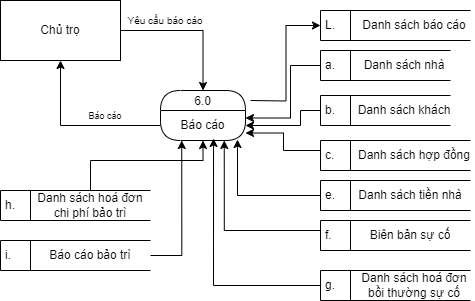 Chủ trọ
Yêu cầu báo cáo
Báo cáo
6.0
Báo cáo
L. Danh sách báo cáo
a. Danh sách nhà
b. Danh sách khách
c. Danh sách hợp đồng
e. Danh sách tiền nhà
f. Biên bản sự cố
g. Danh sách hoá đơn
bồi thường sự cố
h. Danh sách hoá đơn
chi phí bảo trì
i. Báo cáo bảo trì